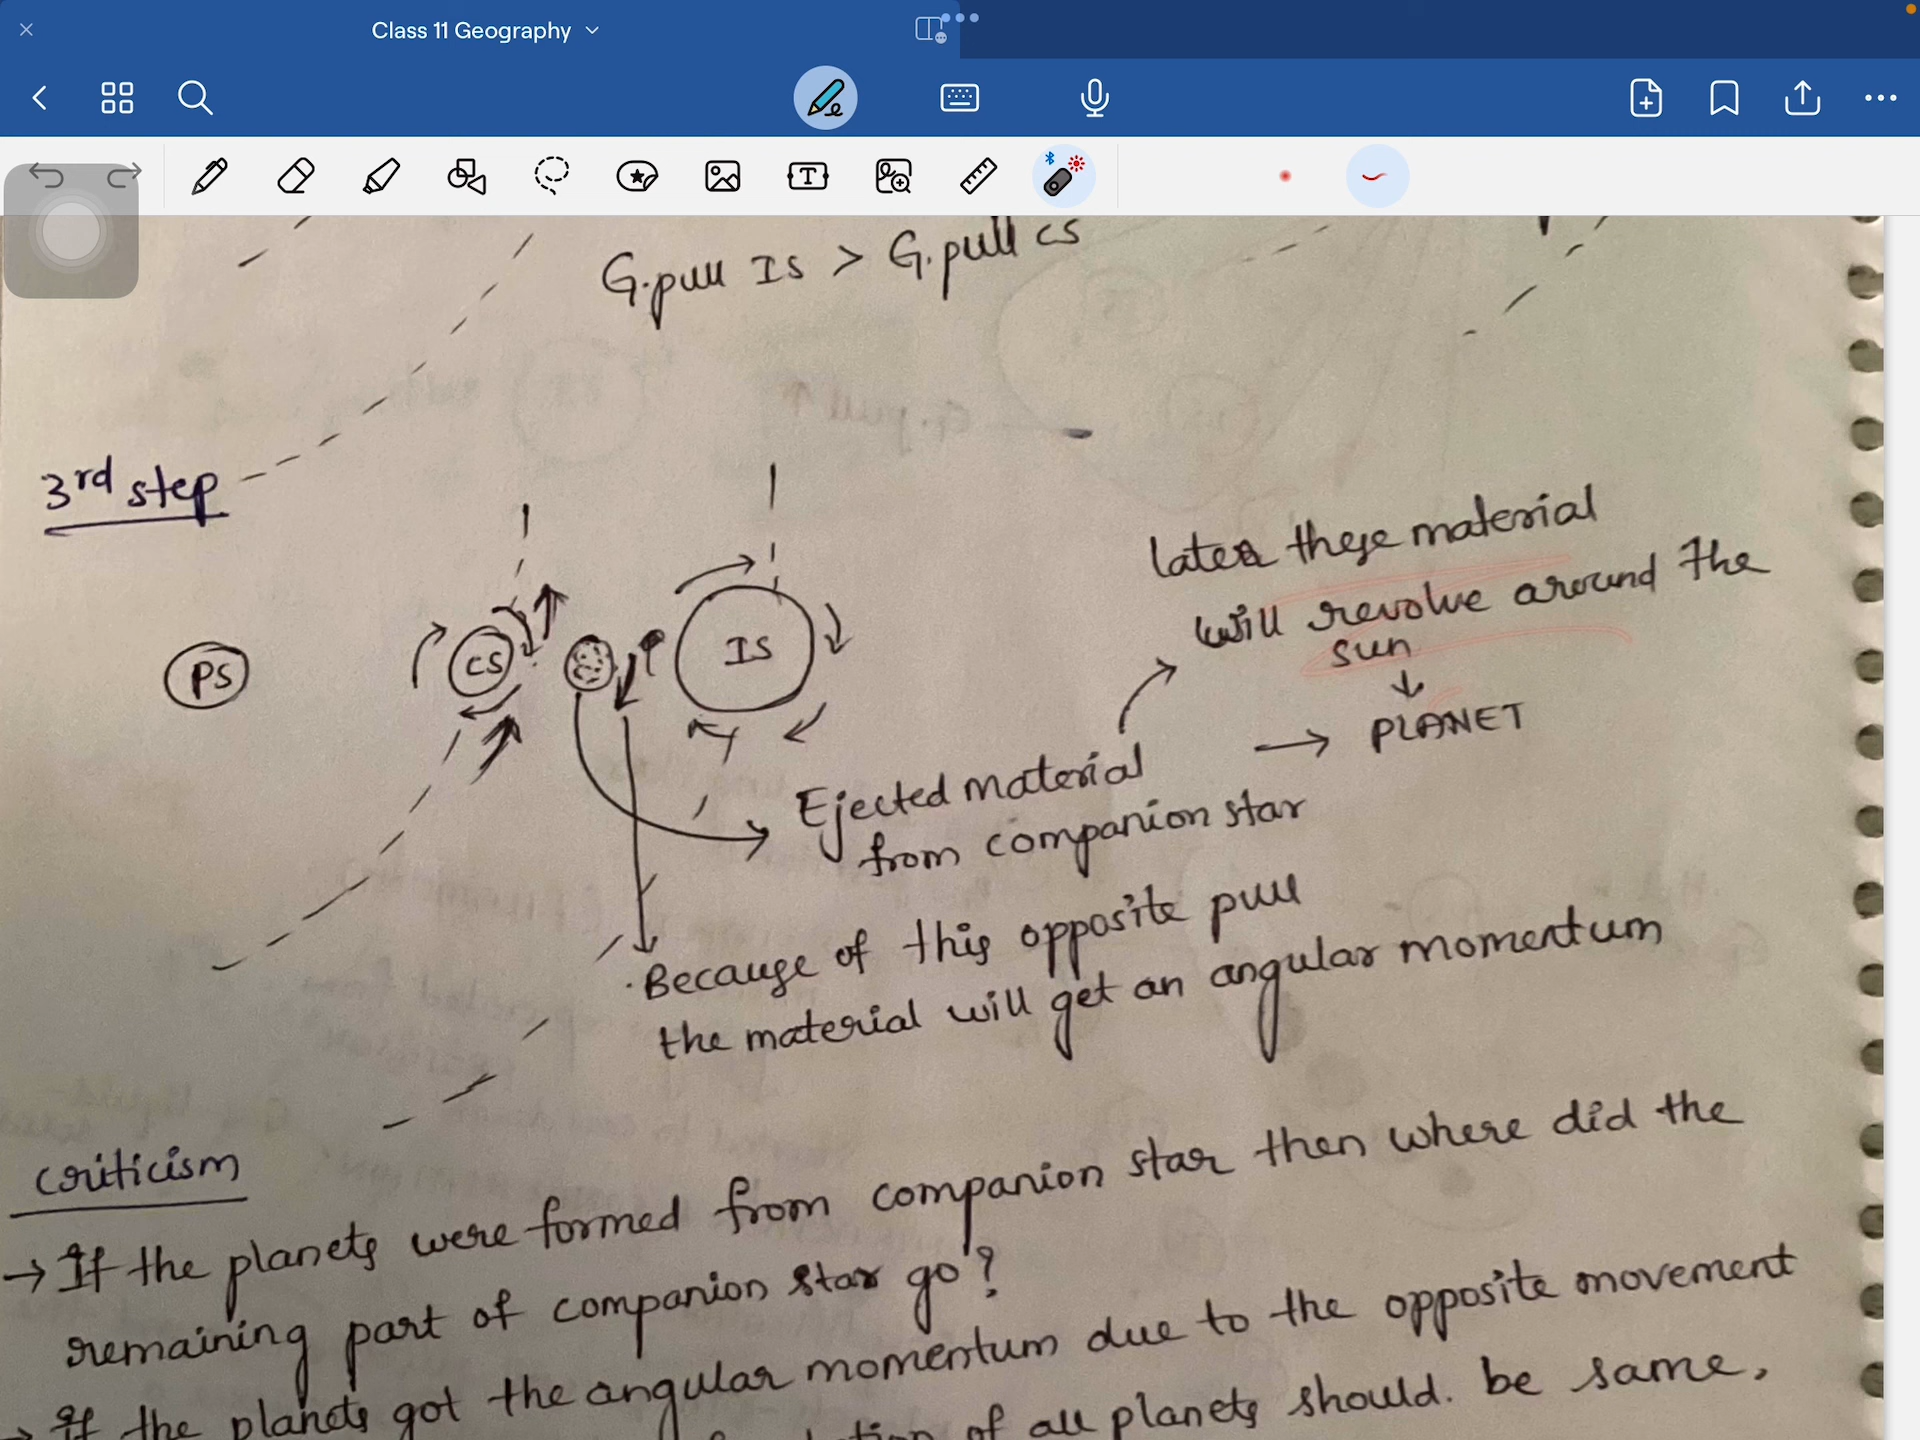 Class 11 Geography
G.pull IS > G.pull CS
3rd step
PS
CS
IS
later these material
will revolve around the
sun
PLANET
Ejected material
from companion star
Because of this opposite pull
the material will get an angular momentum
criticism
→ If the planets were formed from companion star then where did the
remaining part of companion star go?
→ If the planets got the angular momentum due to the opposite movement
of all planets should. be same,